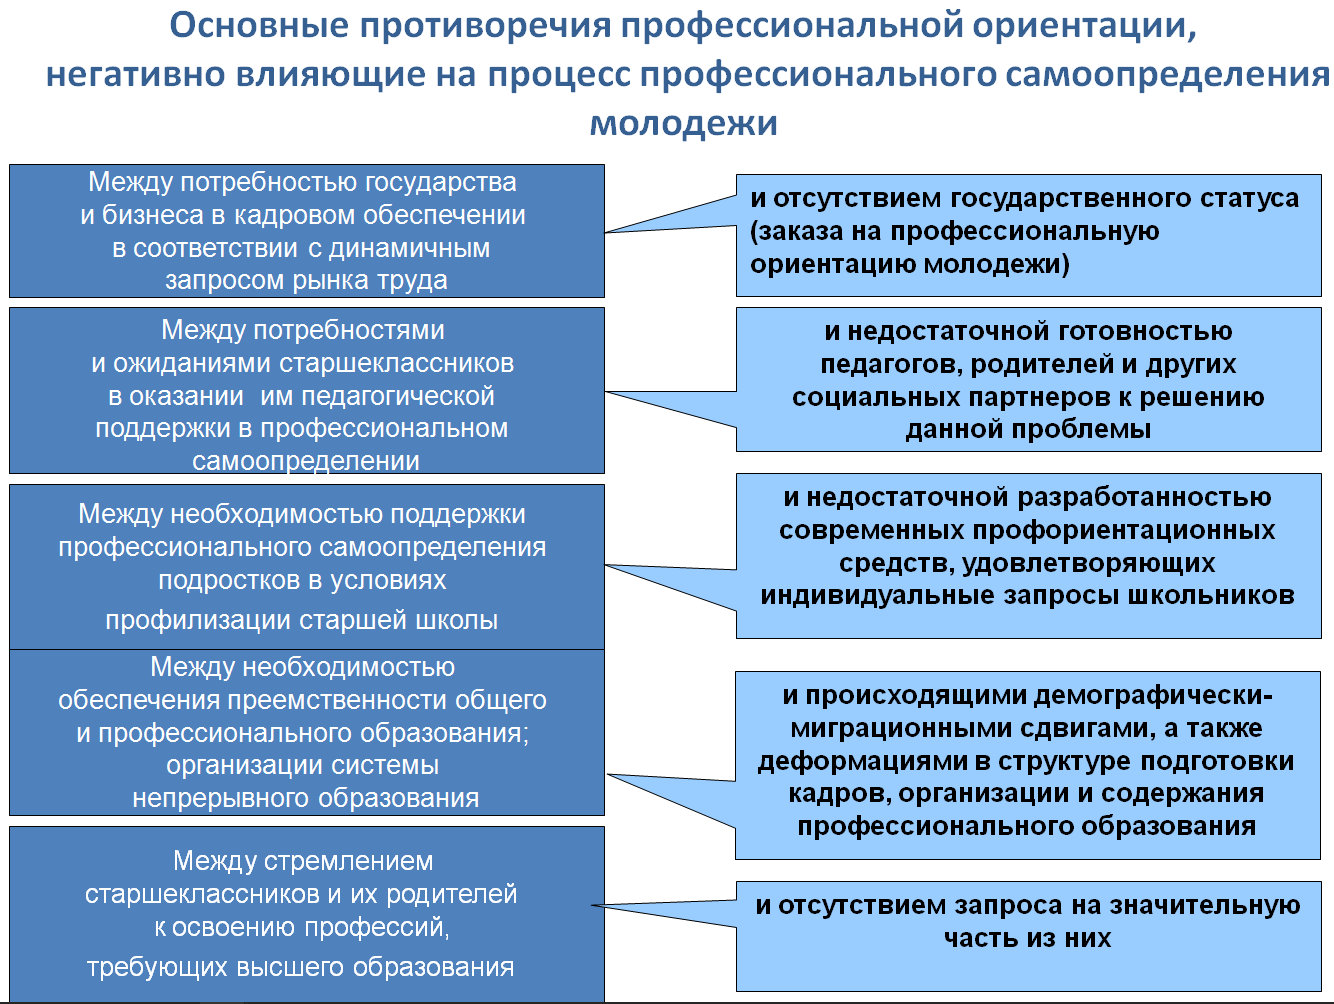 Основные противоречия профессиональной ориентации,
негативно влияющие на процесс профессионального самоопределения
молодежи
Между потребностью государства
и бизнеса в кадровом обеспечении
в соответствии с динамичным
запросом рынка труда
и отсутствием государственного статуса
(заказа на профессиональную
ориентацию молодежи)
Между потребностями
и ожиданиями старшеклассников
в оказании  им педагогической
поддержки в профессиональном
самоопределении
и недостаточной готовностью
педагогов, родителей и других
социальных партнеров к решению
данной проблемы
Между необходимостью поддержки
профессионального самоопределения
подростков в условиях
профилизации старшей школы
и недостаточной разработанностью
современных профориентационных
средств, удовлетворяющих
индивидуальные запросы школьников
Между необходимостью
обеспечения преемственности общего
и профессионального образования;
организации системы
непрерывного образования
и происходящими демографически-
миграционными сдвигами, а также
деформациями в структуре подготовки
кадров, организации и содержания
профессионального образования
Между стремлением
старшеклассников и их родителей
к освоению профессий,
требующих высшего образования
и отсутствием запроса на значительную
часть из них